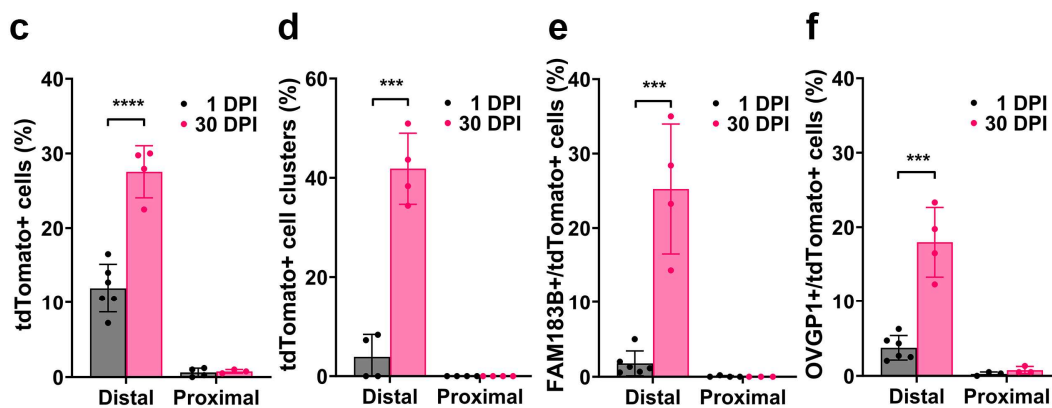 c
tdTomato+ cells (%)
40
30
20
10
0
****
1 DPI
30 DPI
Distal
Proximal
d
tdTomato+ cell clusters (%)
60
40
20
0
***
1 DPI
30 DPI
Distal
Proximal
e
FAM183B+/tdTomato+ cells (%)
40
30
20
10
0
***
1 DPI
30 DPI
Distal
Proximal
f
OVGP1+/tdTomato+ cells (%)
40
30
20
10
0
***
1 DPI
30 DPI
Distal
Proximal